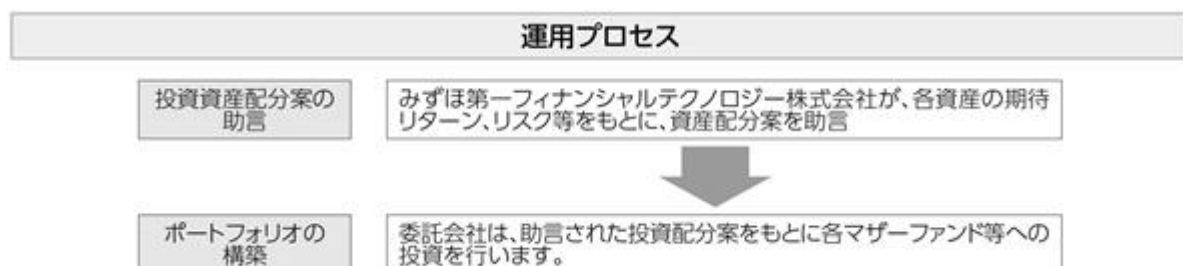 運用プロセス
投資資産配分案の
助言
みずほ第一フィナンシャルテクノロジー株式会社が、各資産の期待
リターン、リスク等をもとに、資産配分案を助言
ポートフォリオの
構築
委託会社は、助言された投資配分案をもとに各マザーファンド等への
投資を行います。